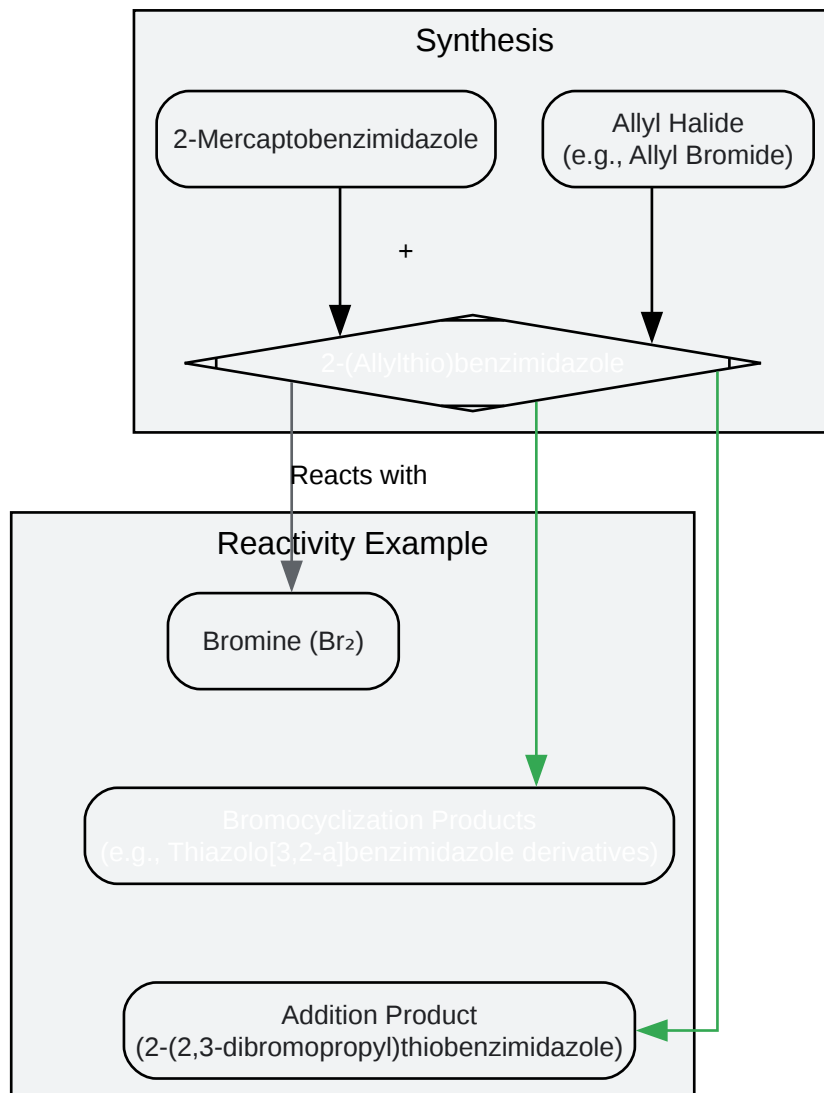 Synthesis
2-Mercaptobenzimidazole
Allyl Halide
(e.g., Allyl Bromide)
+
2-(Allylthio)benzimidazole
Reacts with
Reactivity Example
Bromine (Br₂)
Bromocyclization Products
(e.g., Thiazolo[3,2-a]benzimidazole derivatives)
Addition Product
(2-(2,3-dibromopropyl)thiobenzimidazole)